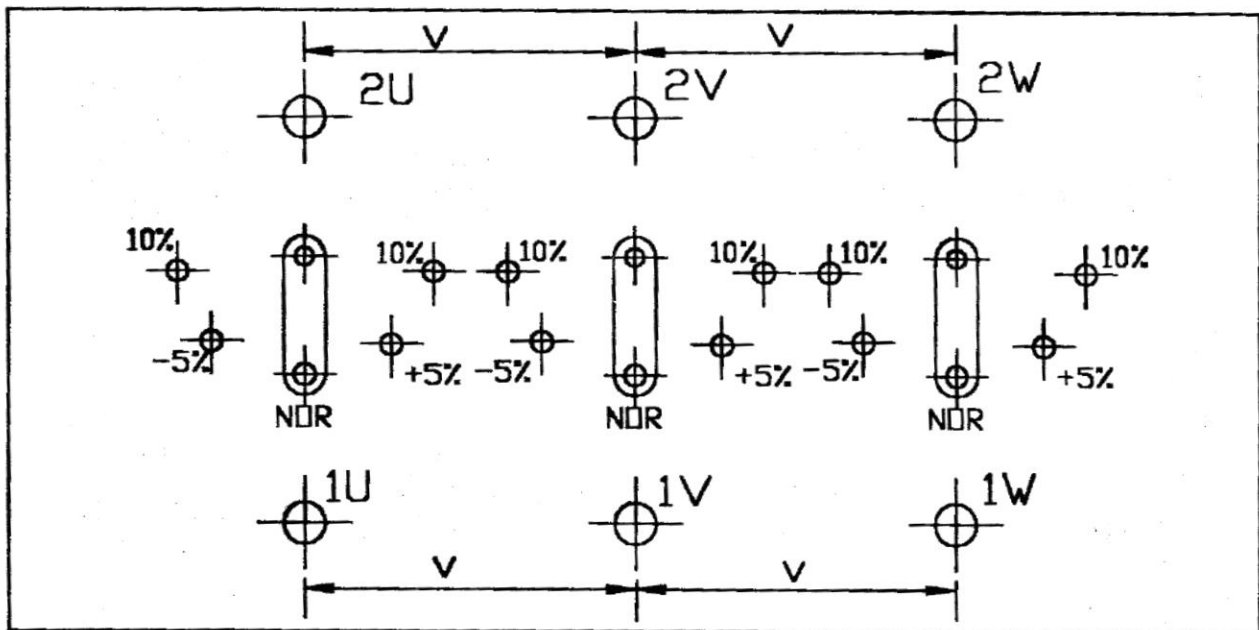 V V
2U 2V 2W
10% 10% 10% 10% 10% 10%
-5% +5% -5% +5% -5% +5%
NOR NOR NOR
1U 1V 1W
V V